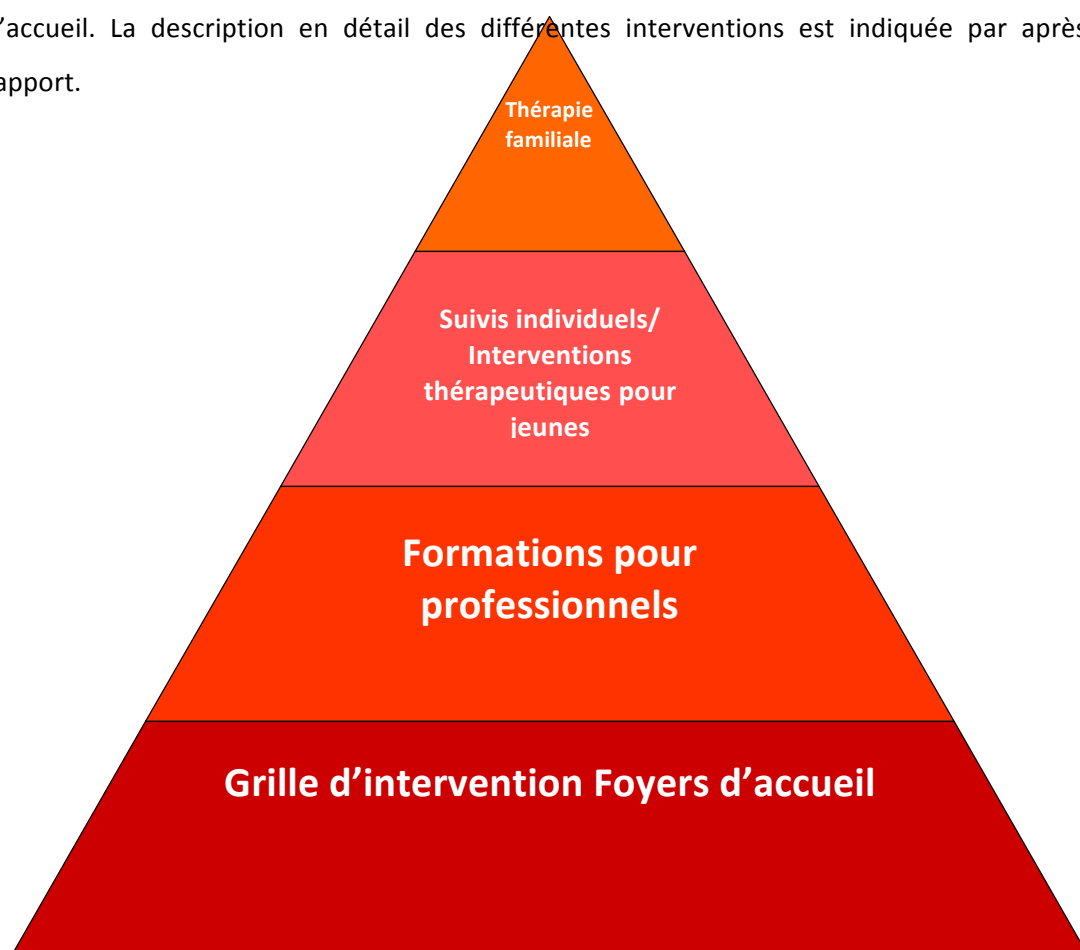 ’accueil. La description en détail des différentes interventions est indiquée par après
apport.
Thérapie
familiale
Suivis individuels/
Interventions
thérapeutiques pour
jeunes
Formations pour
professionnels
Grille d’intervention Foyers d’accueil